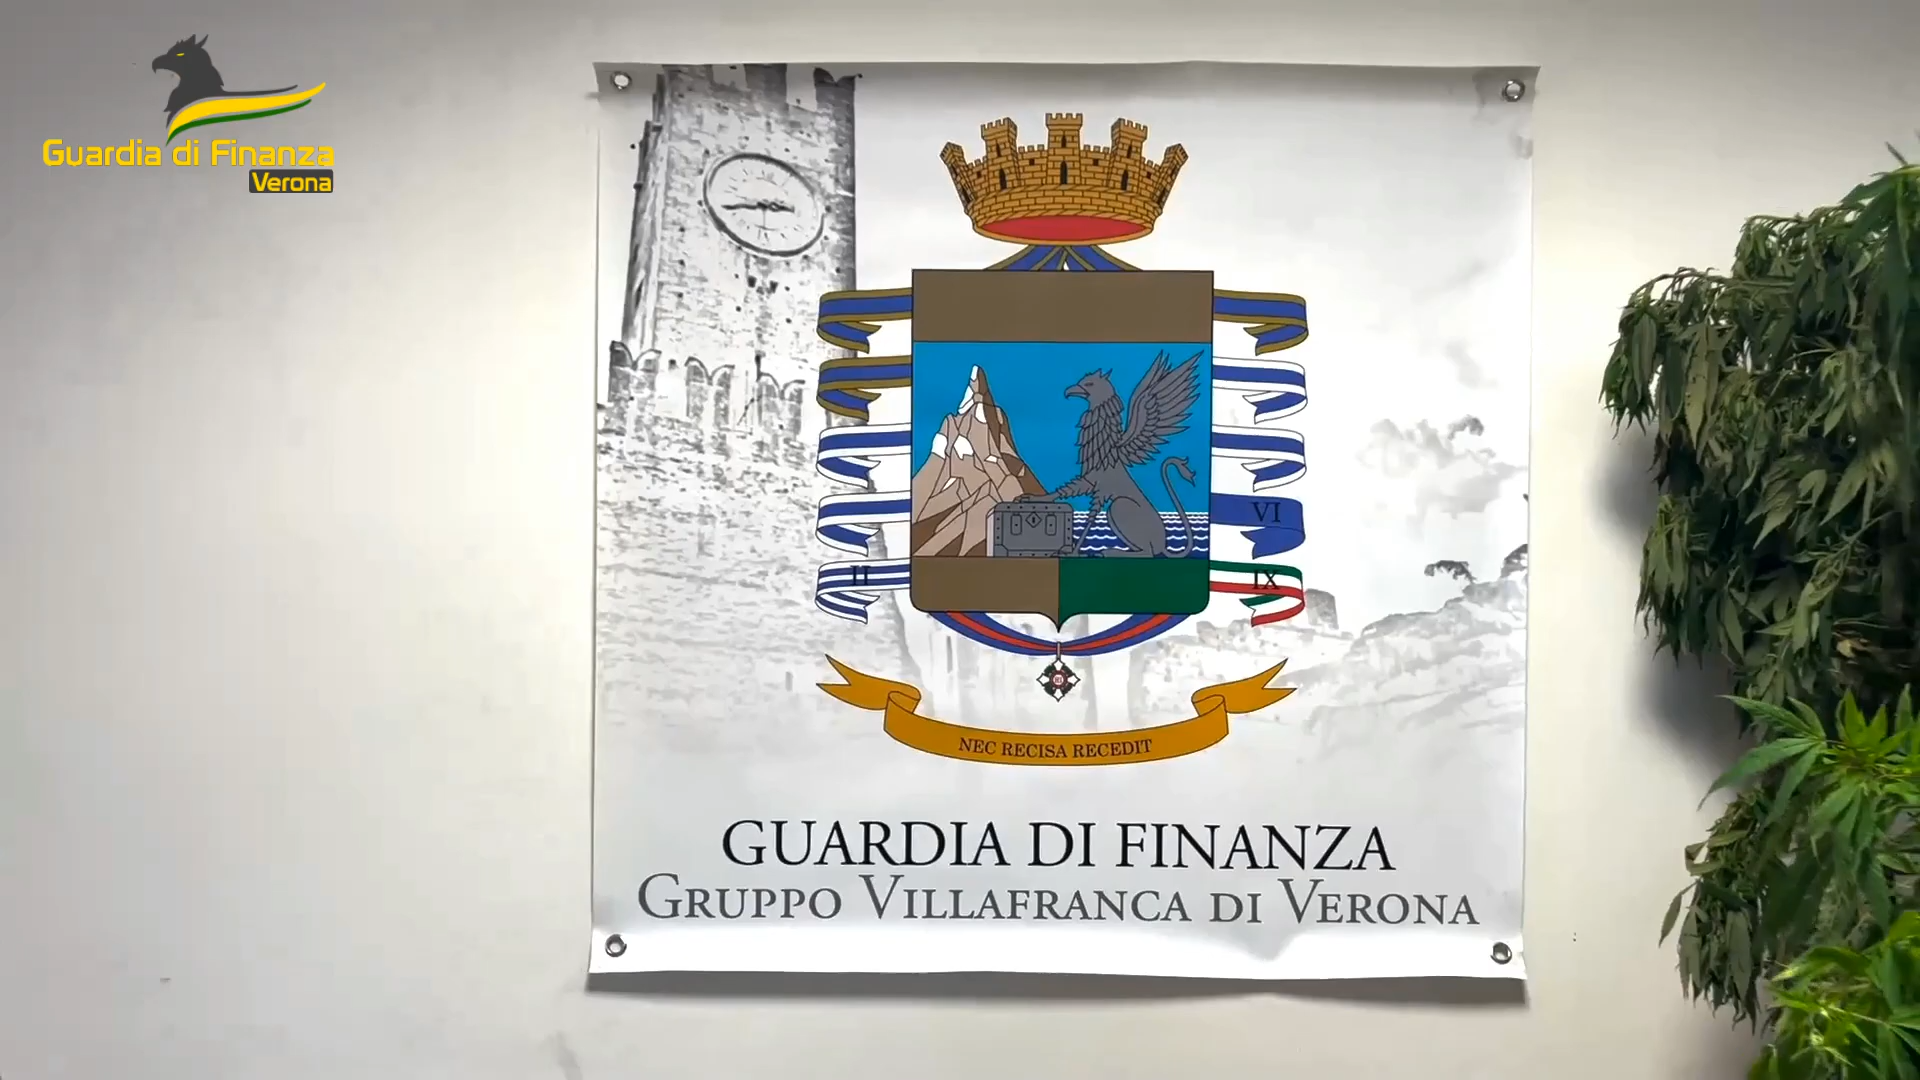 Guardia di Finanza
Verona
VI
II
IX
NEC RECISA RECEDIT
GUARDIA DI FINANZA
GRUPPO VILLAFRANCA DI VERONA